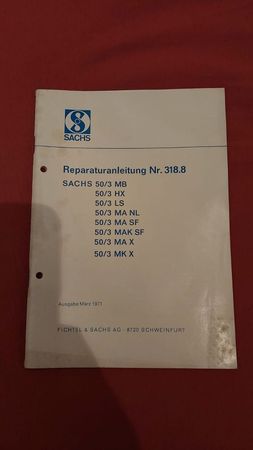 SACHS
Reparaturanleitung Nr. 318.8
SACHS 50/3 MB
50/3 HX
50/3 LS
50/3 MA NL
50/3 MA SF
50/3 MAK SF
50/3 MA X
50/3 MK X
Ausgabe März 1971
FICHTEL & SACHS AG · 8720 SCHWEINFURT